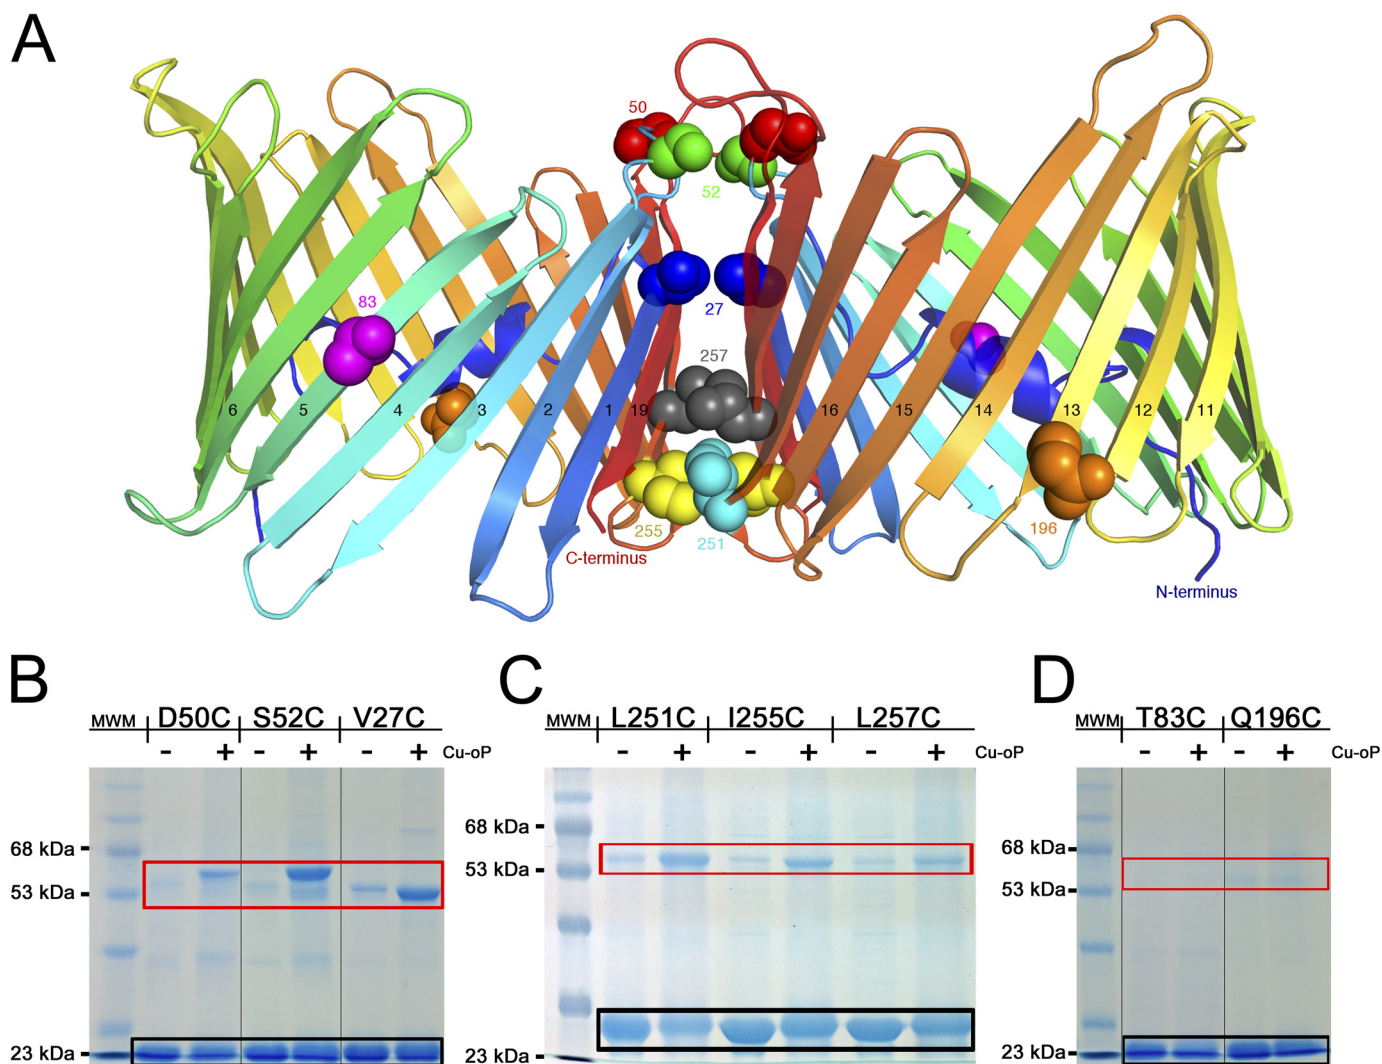 A
50
52
83
27
257
6 5 4 3 2 1 19 16 15 14 13 12 11
255
251
196
C-terminus
N-terminus
B
MWM D50C S52C V27C
- + - + - + Cu-oP
68 kDa
53 kDa
23 kDa
C
MWM L251C I255C L257C
- + - + - + Cu-oP
68 kDa
53 kDa
23 kDa
D
MWM T83C Q196C
- + - + Cu-oP
68 kDa
53 kDa
23 kDa